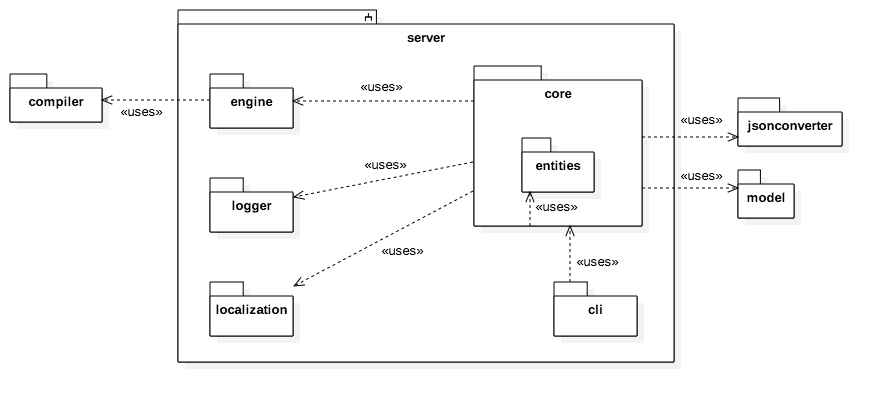 server
compiler
«uses»
engine
«uses»
core
«uses»
jsonconverter
entities
«uses»
«uses»
model
logger
«uses»
«uses»
«uses»
localization
cli